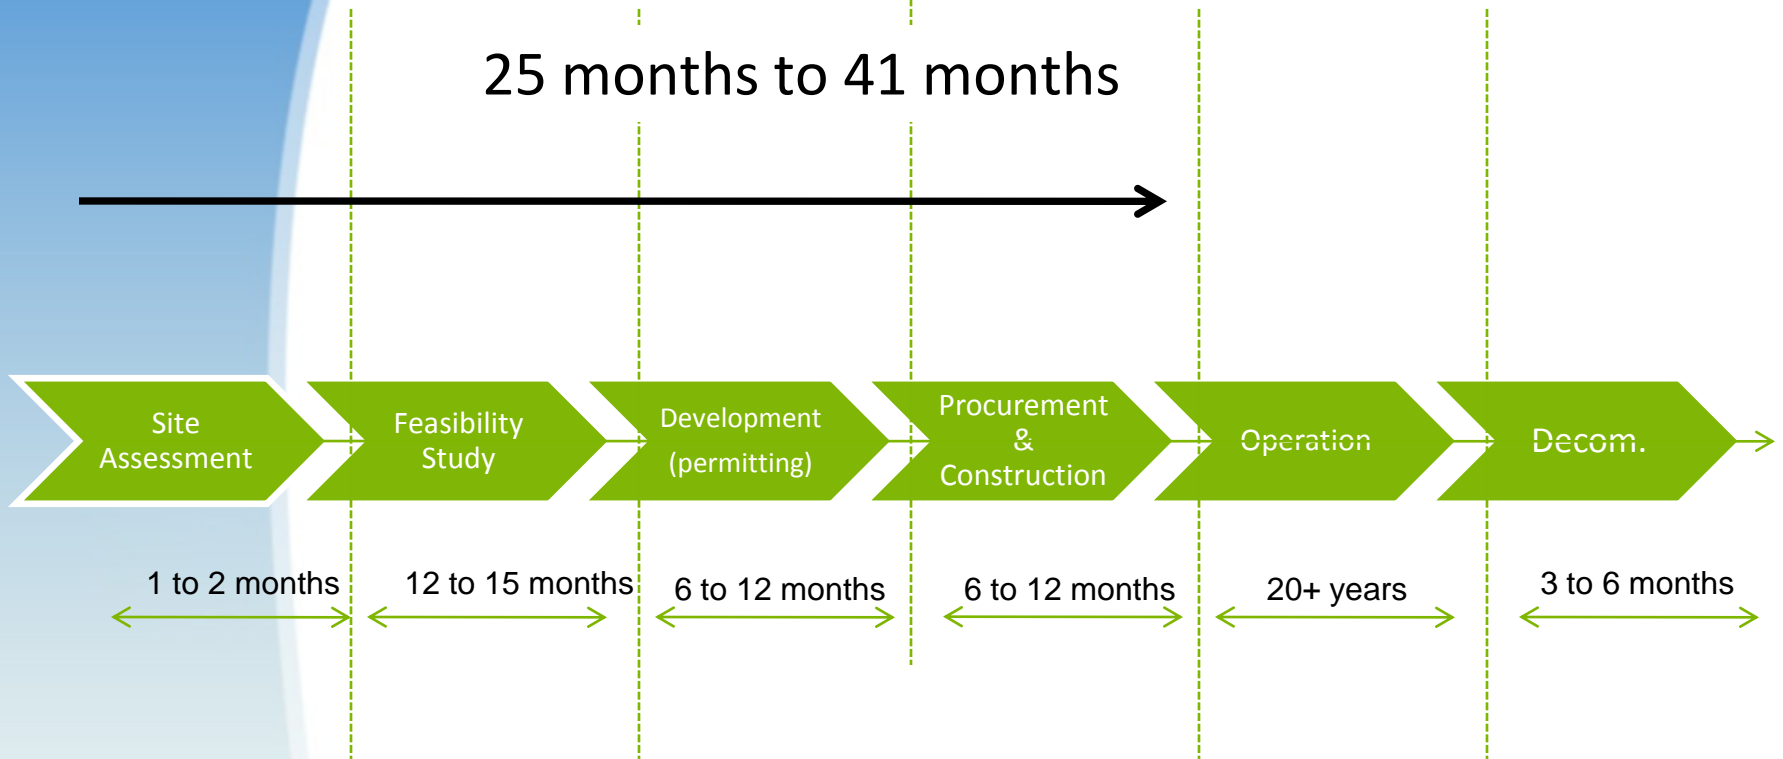 25 months to 41 months
Site
Assessment
Feasibility
Study
Development
(permitting)
Procurement
&
Construction
Operation
Decom.
1 to 2 months
12 to 15 months
6 to 12 months
6 to 12 months
20+ years
3 to 6 months